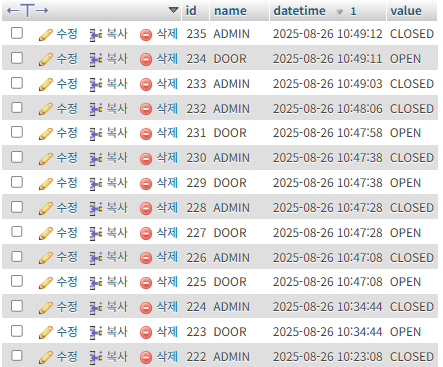 ←T→ id name datetime 1 value
수정 복사 삭제 235 ADMIN 2025-08-26 10:49:12 CLOSED
수정 복사 삭제 234 DOOR 2025-08-26 10:49:11 OPEN
수정 복사 삭제 233 ADMIN 2025-08-26 10:49:03 CLOSED
수정 복사 삭제 232 ADMIN 2025-08-26 10:48:06 CLOSED
수정 복사 삭제 231 DOOR 2025-08-26 10:47:58 OPEN
수정 복사 삭제 230 ADMIN 2025-08-26 10:47:38 CLOSED
수정 복사 삭제 229 DOOR 2025-08-26 10:47:38 OPEN
수정 복사 삭제 228 ADMIN 2025-08-26 10:47:28 CLOSED
수정 복사 삭제 227 DOOR 2025-08-26 10:47:28 OPEN
수정 복사 삭제 226 ADMIN 2025-08-26 10:47:08 CLOSED
수정 복사 삭제 225 DOOR 2025-08-26 10:47:08 OPEN
수정 복사 삭제 224 ADMIN 2025-08-26 10:34:44 CLOSED
수정 복사 삭제 223 DOOR 2025-08-26 10:34:44 OPEN
수정 복사 삭제 222 ADMIN 2025-08-26 10:23:08 CLOSED